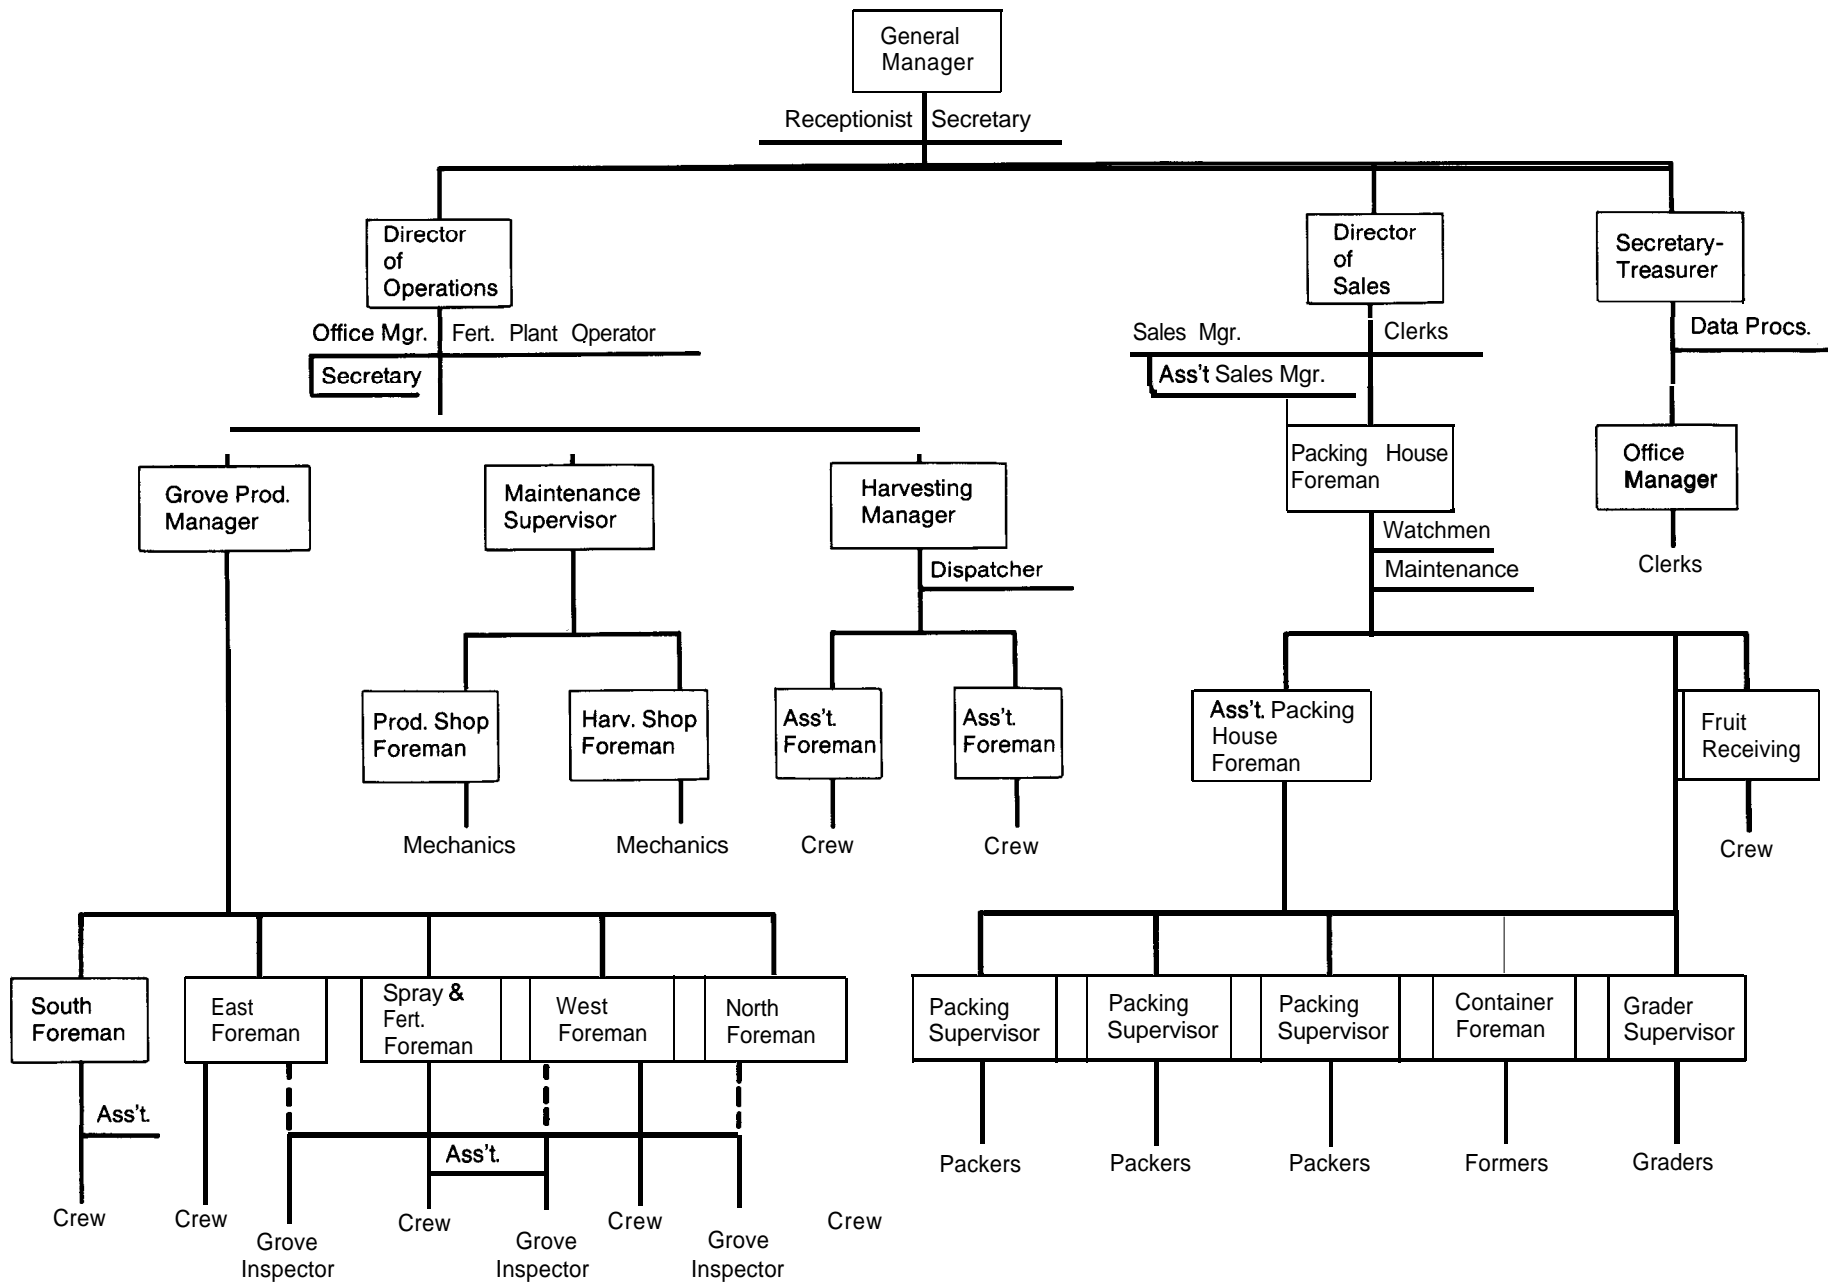 General
Manager
Receptionist Secretary
Director
of
Operations
Director
of
Sales
Secretary-
Treasurer
Office Mgr. Fert. Plant Operator
Secretary
Sales Mgr. Clerks
Ass't Sales Mgr.
Data Procs.
Grove Prod.
Manager
Maintenance
Supervisor
Harvesting
Manager
Packing House
Foreman
Office
Manager
Dispatcher
Watchmen
Maintenance
Clerks
Prod. Shop
Foreman
Harv. Shop
Foreman
Ass't.
Foreman
Ass't.
Foreman
Ass't. Packing
House
Foreman
Fruit
Receiving
Mechanics
Mechanics
Crew
Crew
Crew
South
Foreman
East
Foreman
Spray &
Fert.
Foreman
West
Foreman
North
Foreman
Packing
Supervisor
Packing
Supervisor
Packing
Supervisor
Container
Foreman
Grader
Supervisor
Ass't.
Ass't.
Packers
Packers
Packers
Formers
Graders
Crew
Crew
Grove
Inspector
Crew
Grove
Inspector
Crew
Grove
Inspector
Crew